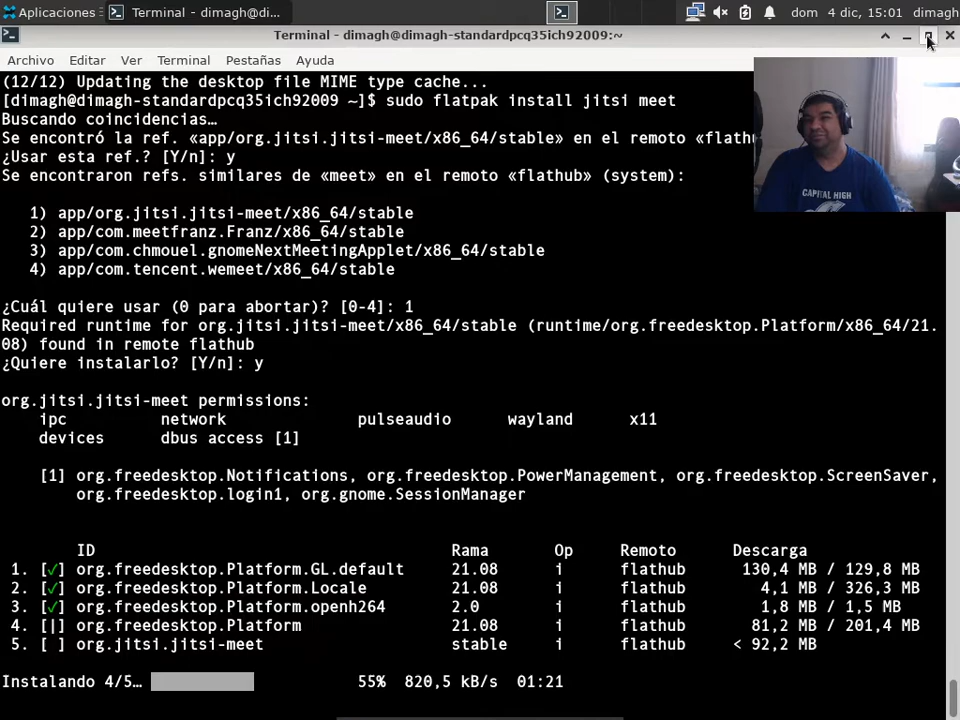 Aplicaciones
Terminal - dimagh@di...
dom 4 dic, 15:01
dimagh
Terminal - dimagh@dimagh-standardpcq35ich92009:~
Archivo Editar Ver Terminal Pestañas Ayuda
(12/12) Updating the desktop file MIME type cache...
[dimagh@dimagh-standardpcq35ich92009 ~]$ sudo flatpak install jitsi meet
Buscando coincidencias…
Se encontró la ref. «app/org.jitsi.jitsi-meet/x86_64/stable» en el remoto «flathu
¿Usar esta ref.? [Y/n]: y
Se encontraron refs. similares de «meet» en el remoto «flathub» (system):
1) app/org.jitsi.jitsi-meet/x86_64/stable
2) app/com.meetfranz.Franz/x86_64/stable
3) app/com.chmouel.gnomeNextMeetingApplet/x86_64/stable
4) app/com.tencent.wemeet/x86_64/stable
¿Cuál quiere usar (0 para abortar)? [0-4]: 1
Required runtime for org.jitsi.jitsi-meet/x86_64/stable (runtime/org.freedesktop.Platform/x86_64/21.
08) found in remote flathub
¿Quiere instalarlo? [Y/n]: y
org.jitsi.jitsi-meet permissions:
ipc network pulseaudio wayland x11
devices dbus access [1]
[1] org.freedesktop.Notifications, org.freedesktop.PowerManagement, org.freedesktop.ScreenSaver,
org.freedesktop.login1, org.gnome.SessionManager
ID Rama Op Remoto Descarga
1. [✓] org.freedesktop.Platform.GL.default 21.08 i flathub 130,4 MB / 129,8 MB
2. [✓] org.freedesktop.Platform.Locale 21.08 i flathub 4,1 MB / 326,3 MB
3. [✓] org.freedesktop.Platform.openh264 2.0 i flathub 1,8 MB / 1,5 MB
4. [|] org.freedesktop.Platform 21.08 i flathub 81,2 MB / 201,4 MB
5. [ ] org.jitsi.jitsi-meet stable i flathub < 92,2 MB
Instalando 4/5… 55% 820,5 kB/s 01:21
CAPITAL HIGH